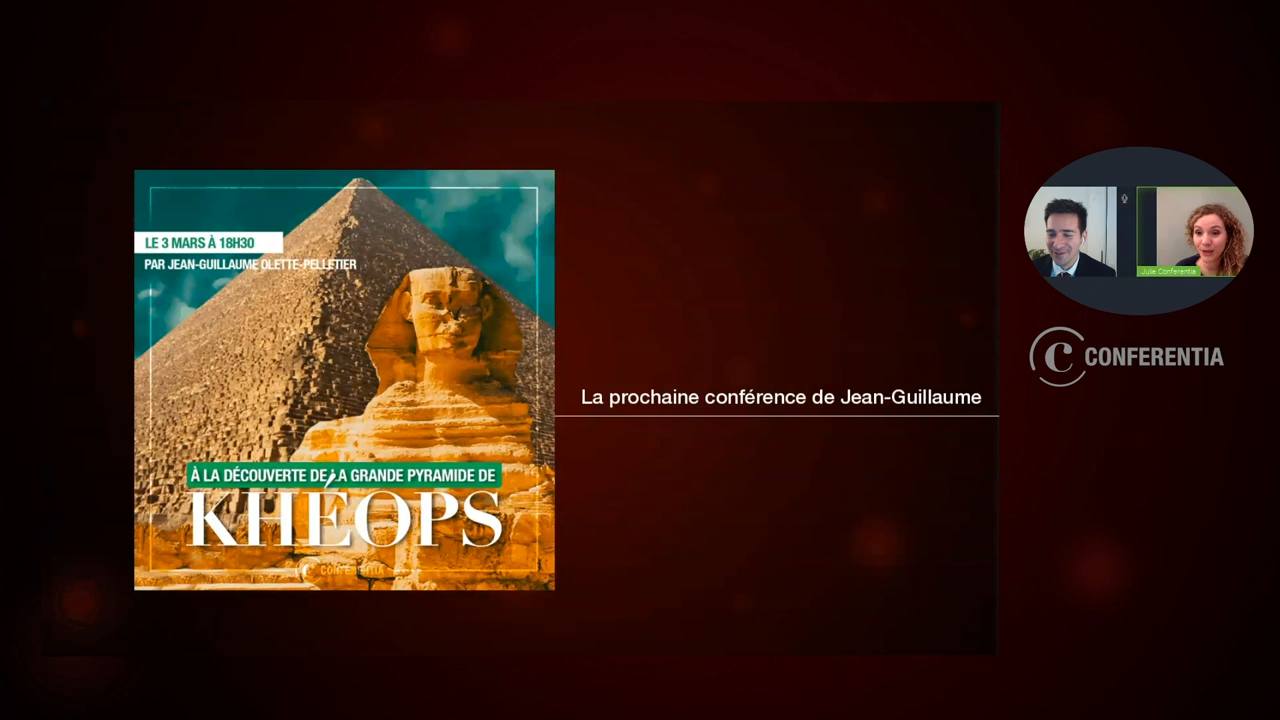 LE 3 MARS À 18H30
PAR JEAN-GUILLAUME OLETTE-PELLETIER
À LA DÉCOUVERTE DE LA GRANDE PYRAMIDE DE
KHÉOPS
C CONFERENTIA
La prochaine conférence de Jean-Guillaume
Julie Conferentia
C CONFERENTIA